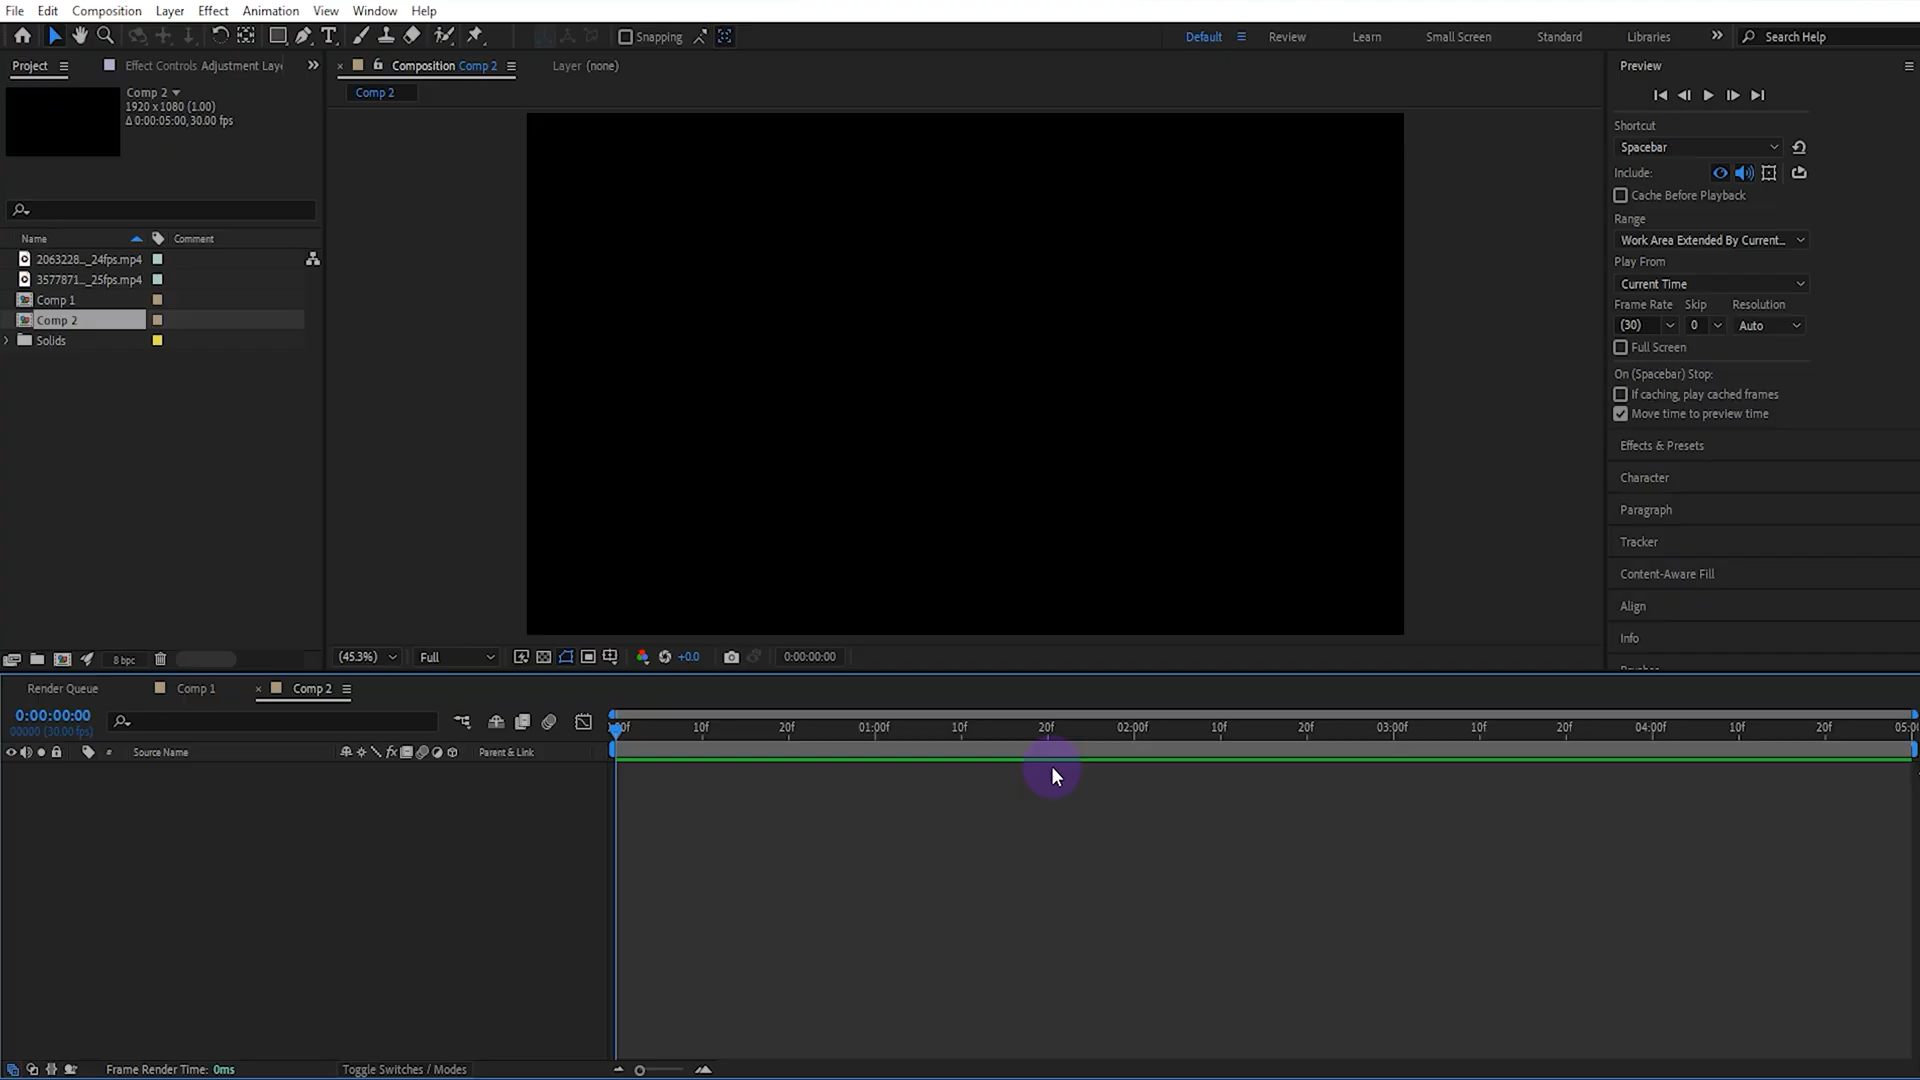 File Edit Composition Layer Effect Animation View Window Help
Snapping
Default Review Learn Small Screen Standard Libraries Search Help
Project Effect Controls Adjustment Laye
Composition Comp 2 Layer (none)
Comp 2
Comp 2
1920 x 1080 (1.00)
Δ 0:00:05:00, 30.00 fps
Name Comment
2063228..._24fps.mp4
3577871..._25fps.mp4
Comp 1
Comp 2
Solids
8 bpc
(45.3%) Full +0.0 0:00:00:00
Preview
Shortcut
Spacebar
Include:
Cache Before Playback
Range
Work Area Extended By Current...
Play From
Current Time
Frame Rate Skip Resolution
(30) 0 Auto
Full Screen
On (Spacebar) Stop:
If caching, play cached frames
Move time to preview time
Effects & Presets
Character
Paragraph
Tracker
Content-Aware Fill
Align
Info
Render Queue Comp 1 Comp 2
0:00:00:00
00000 (30.00 fps)
:00f 10f 20f 01:00f 10f 20f 02:00f 10f 20f 03:00f 10f 20f 04:00f 10f 20f 05:0
# Source Name Parent & Link
Frame Render Time: 0ms Toggle Switches / Modes